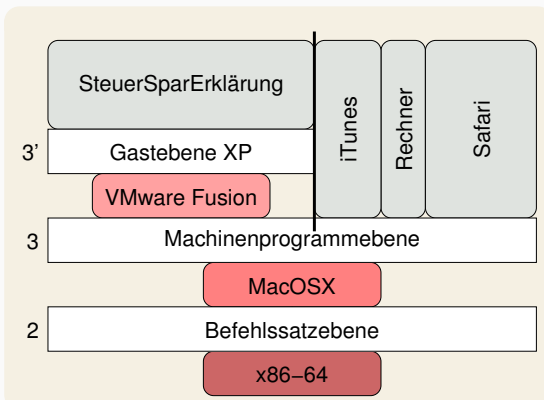 SteuerSparErklärung
iTunes
Rechner
Safari
3’ Gastebene XP
VMware Fusion
3 Machinenprogrammebene
MacOSX
2 Befehlssatzebene
x86−64